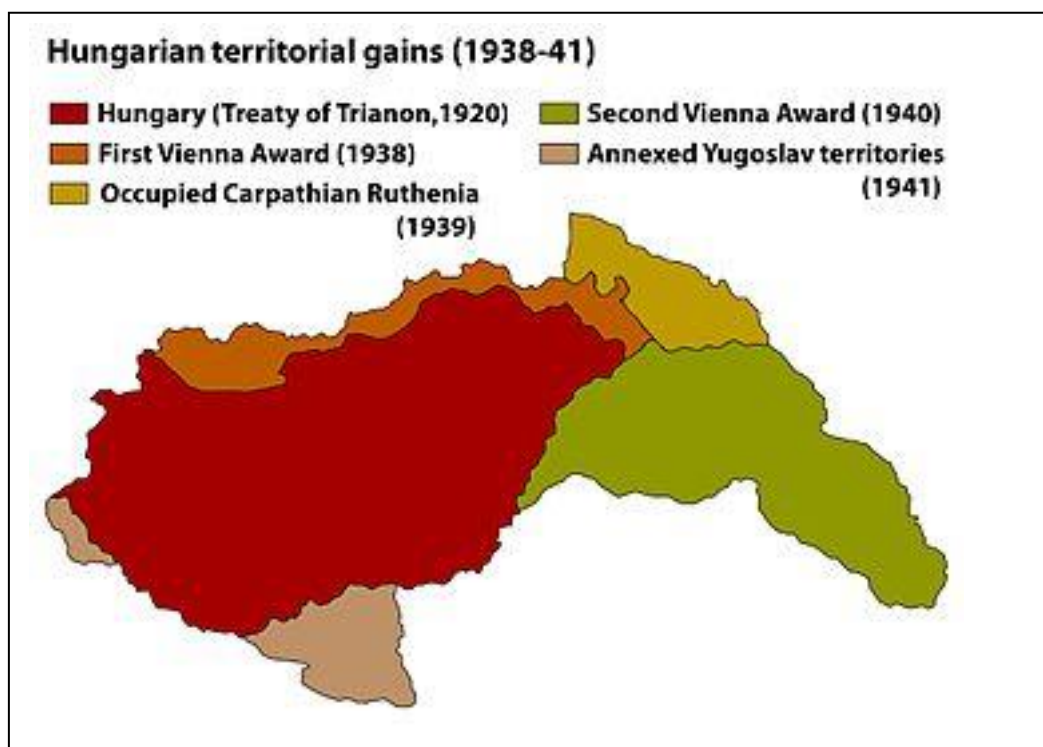 Hungarian territorial gains (1938-41)
Hungary (Treaty of Trianon,1920)
First Vienna Award (1938)
Occupied Carpathian Ruthenia
(1939)
Second Vienna Award (1940)
Annexed Yugoslav territories
(1941)